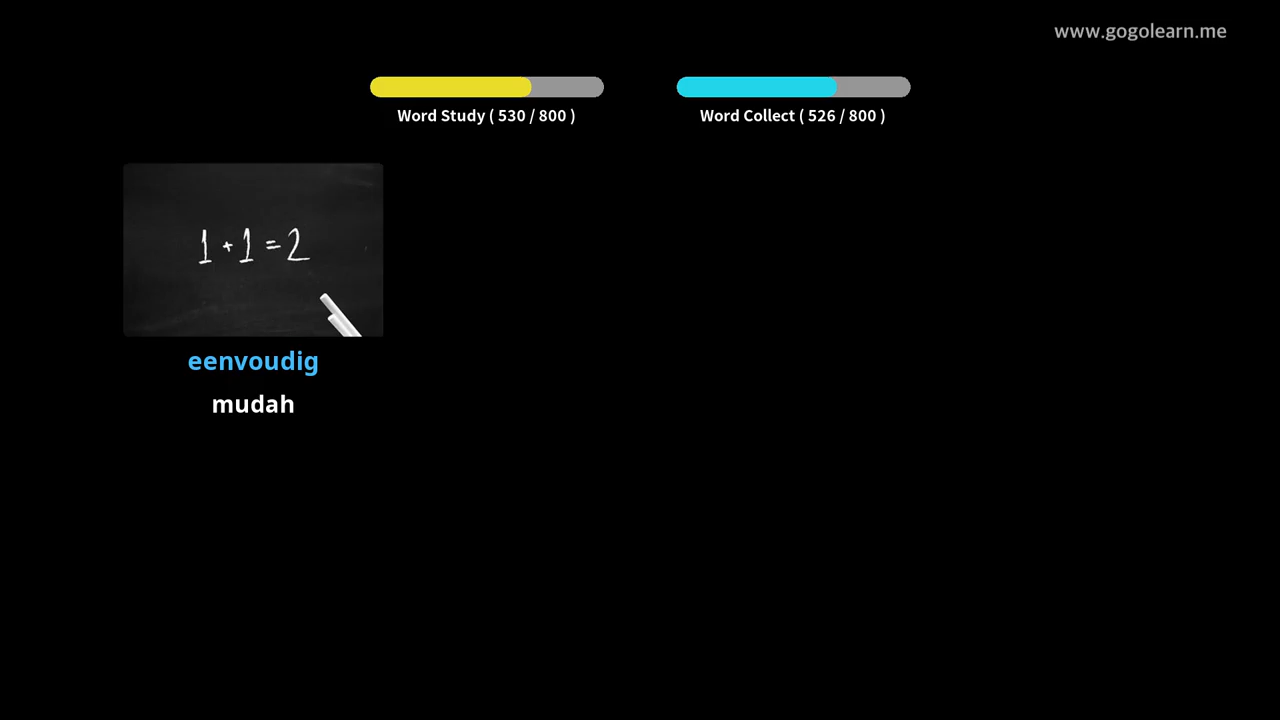 www.gogolearn.me
Word Study ( 530 / 800 )
Word Collect ( 526 / 800 )
1 + 1 = 2
eenvoudig
mudah